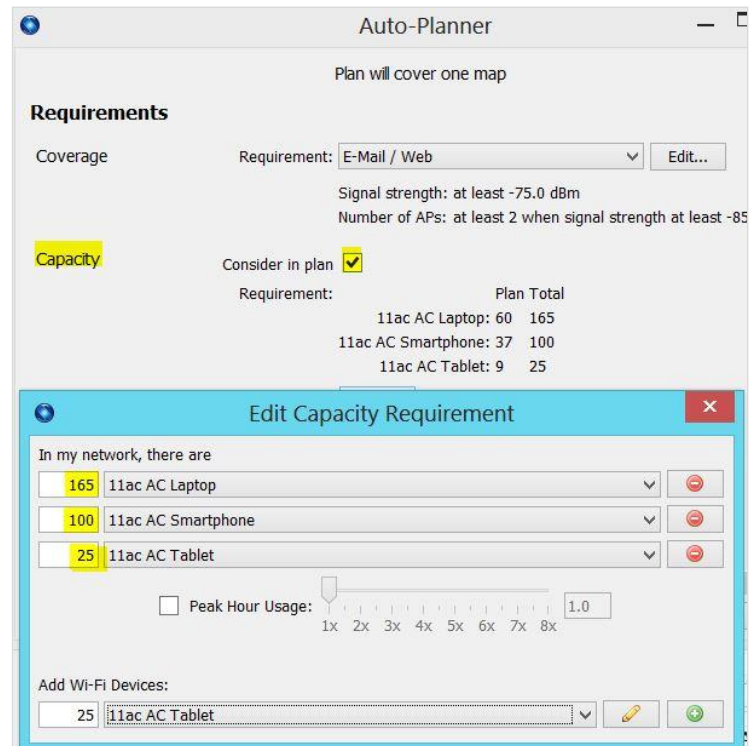 Auto-Planner
Plan will cover one map
Requirements
Coverage Requirement: E-Mail / Web Edit...
Signal strength: at least -75.0 dBm
Number of APs: at least 2 when signal strength at least -85
Capacity Consider in plan
Requirement: Plan Total
11ac AC Laptop: 60 165
11ac AC Smartphone: 37 100
11ac AC Tablet: 9 25
Edit Capacity Requirement
In my network, there are
165 11ac AC Laptop
100 11ac AC Smartphone
25 11ac AC Tablet
Peak Hour Usage: 1.0
1x 2x 3x 4x 5x 6x 7x 8x
Add Wi-Fi Devices:
25 11ac AC Tablet